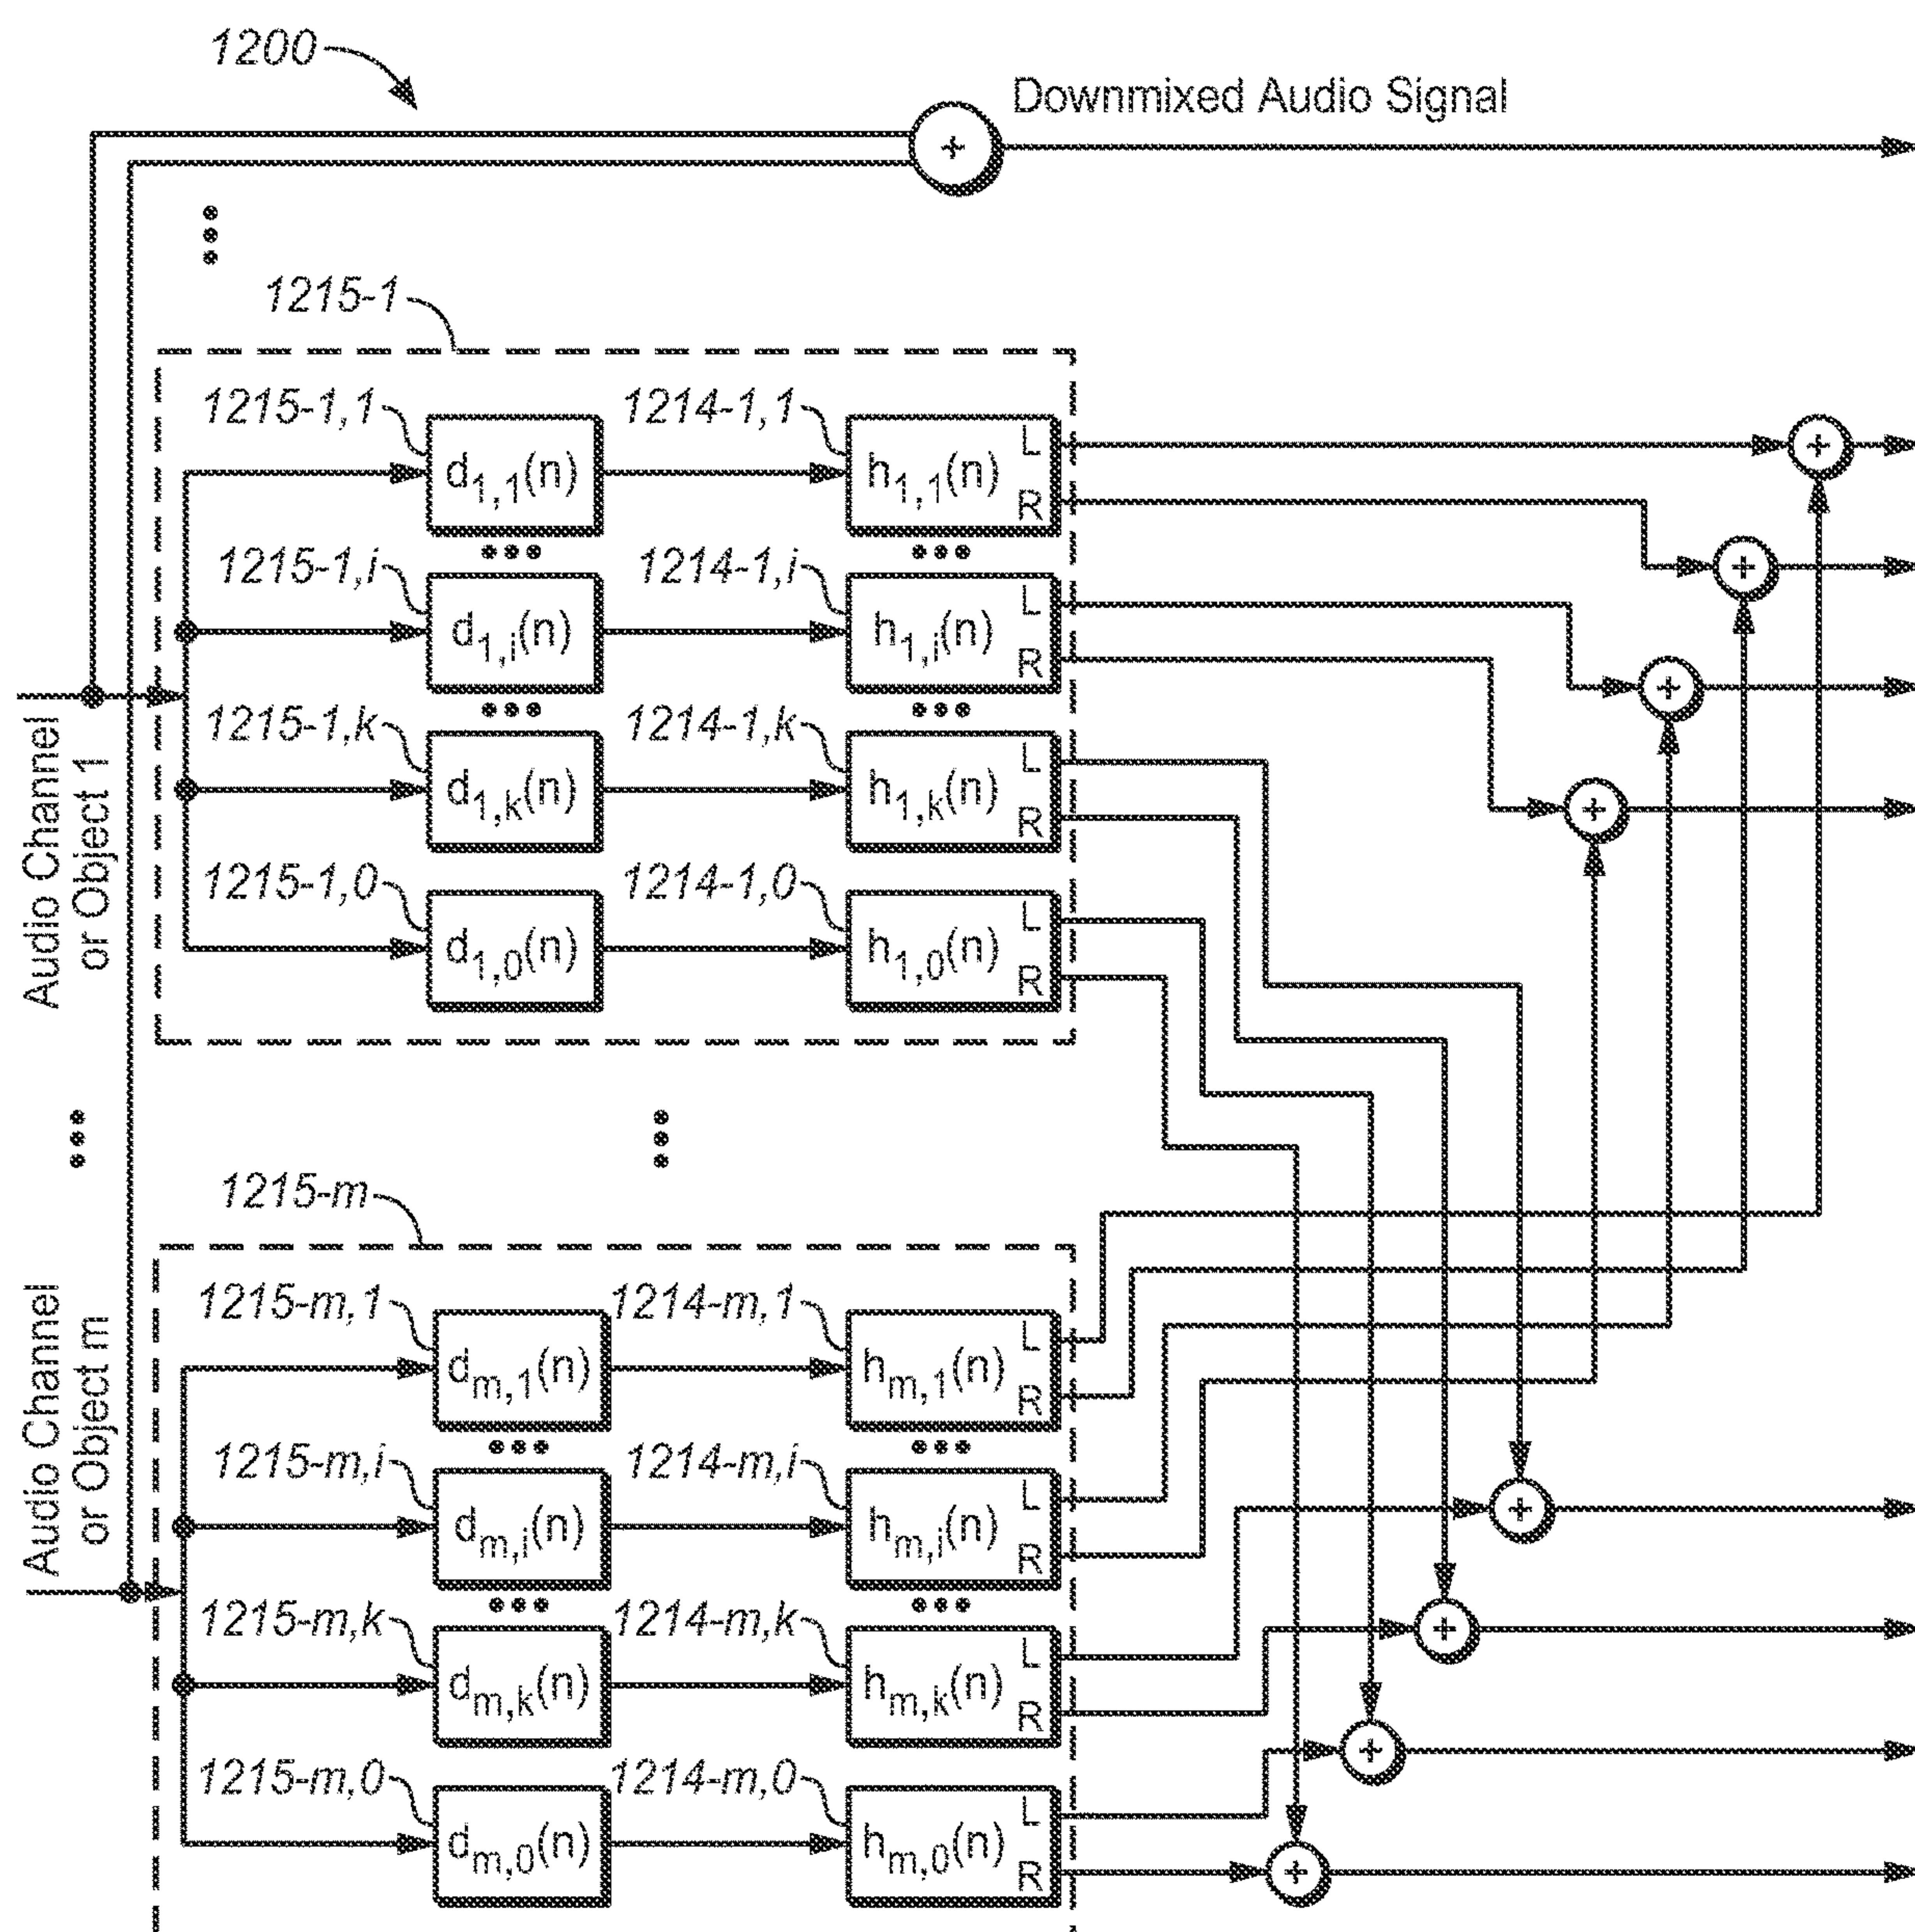 1200
Downmixed Audio Signal
+
1215-1
1215-1,1
1214-1,1
d1,1(n)
h1,1(n)
L
R
+
1215-1,i
1214-1,i
d1,i(n)
h1,i(n)
L
R
+
1215-1,k
1214-1,k
d1,k(n)
h1,k(n)
L
R
+
+
1215-1,0
1214-1,0
d1,0(n)
h1,0(n)
L
R
Audio Channel
or Object 1
1215-m
1215-m,1
1214-m,1
dm,1(n)
hm,1(n)
L
R
1215-m,i
1214-m,i
dm,i(n)
hm,i(n)
L
R
+
1215-m,k
1214-m,k
dm,k(n)
hm,k(n)
L
R
+
1215-m,0
1214-m,0
dm,0(n)
hm,0(n)
L
R
+
+
Audio Channel
or Object m